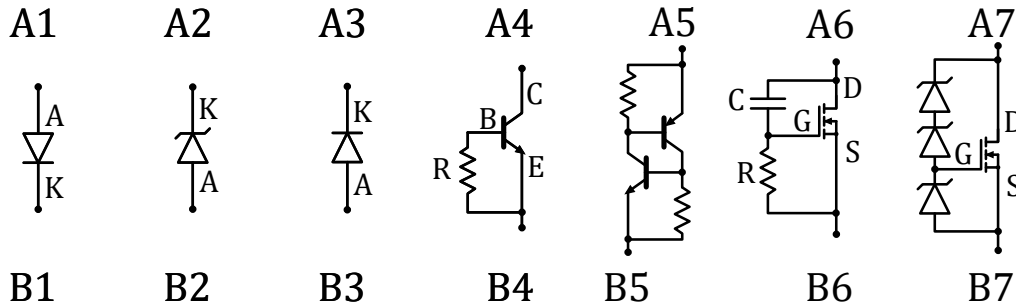 A1 A2 A3 A4 A5 A6 A7
A K K C D D
B C G G
K A A R E R S S
B1 B2 B3 B4 B5 B6 B7